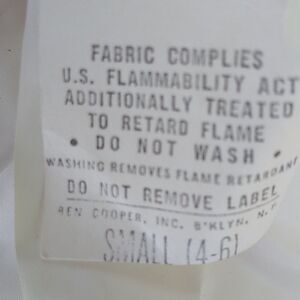 FABRIC COMPLIES
U.S. FLAMMABILITY ACT
ADDITIONALLY TREATED
TO RETARD FLAME
• DO NOT WASH •
WASHING REMOVES FLAME RETARDANT
DO NOT REMOVE LABEL
BEN COOPER, INC. B'KLYN. N.Y.
SMALL (4-6)